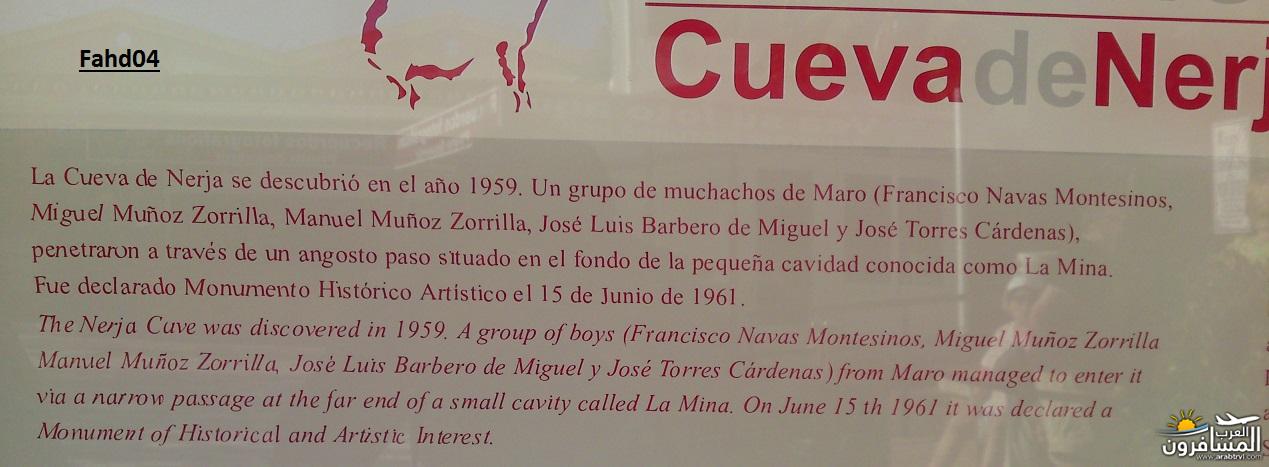 Fahd04
CuevadeNerj
La Cueva de Nerja se descubrió en el año 1959. Un grupo de muchachos de Maro (Francisco Navas Montesinos,
Miguel Muñoz Zorrilla, Manuel Muñoz Zorrilla, José Luis Barbero de Miguel y José Torres Cárdenas),
penetraron a través de un angosto paso situado en el fondo de la pequeña cavidad conocida como La Mina.
Fue declarado Monumento Histórico Artístico el 15 de Junio de 1961.
The Nerja Cave was discovered in 1959. A group of boys (Francisco Navas Montesinos, Miguel Muñoz Zorrilla
Manuel Muñoz Zorrilla, José Luis Barbero de Miguel y José Torres Cárdenas) from Maro managed to enter it
via a narrow passage at the far end of a small cavity called La Mina. On June 15 th 1961 it was declared a
Monument of Historical and Artistic Interest.
العرب
المسافرون
www.arabtrvl.com